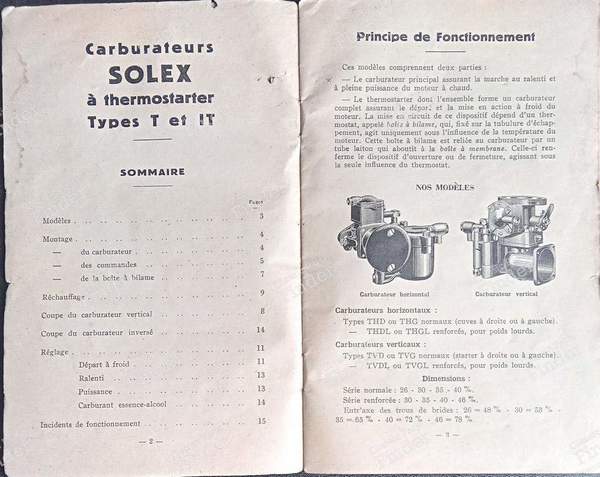 Carburateurs
SOLEX
à thermostarter
Types T et IT
SOMMAIRE
Pages
Modèles . . . . . . . . . . 3
Montage . . . . . . . . . . 4
— du carburateur . . . . . . . . 4
— des commandes . . . . . . . . 5
— de la boîte à bilame . . . . . . . . 7
Réchauffage . . . . . . . . . . 9
Coupe du carburateur vertical . . . . . . . . 8
Coupe du carburateur inversé . . . . . . . . 14
Réglage . . . . . . . . . . 11
Départ à froid . . . . . . . . 11
Ralenti . . . . . . . . 13
Puissance . . . . . . . . 13
Carburant essence-alcool . . . . . . . . 14
Incidents de fonctionnement . . . . . . . . 15
— 2 —
Principe de Fonctionnement
Ces modèles comprennent deux parties :
— Le carburateur principal assurant la marche au ralenti et
à pleine puissance du moteur à chaud.
— Le thermostarter dont l'ensemble forme un carburateur
complet assurant le départ et la mise en action à froid du
moteur. La mise en circuit de ce dispositif dépend d'un ther-
mostat, appelé boîte à bilame, qui, fixé sur la tubulure d'échap-
pement, agit uniquement sous l'influence de la température du
moteur. Cette boîte à bilame est reliée au carburateur par un
tube laiton qui aboutit à la boîte à membrane. Celle-ci ren-
ferme le dispositif d'ouverture ou de fermeture, agissant sous
la seule influence du thermostat.
NOS MODÈLES
Carburateur horizontal
Carburateur vertical
Carburateurs horizontaux :
Types THD ou THG normaux (cuves à droite ou à gauche).
— THDL ou THGL renforcés, pour poids lourds.
Carburateurs verticaux :
Types TVD ou TVG normaux (starter à droite ou à gauche).
— TVDL ou TVGL renforcés, pour poids lourds.
Dimensions :
Série normale : 26 - 30 - 35 - 40 %.
Série renforcée : 30 - 35 - 40 - 46 %.
Entr'axe des trous de brides : 26 = 48 % - 30 = 53 % -
35 = 65 % - 40 = 72 % - 46 = 78 %.
— 3 —